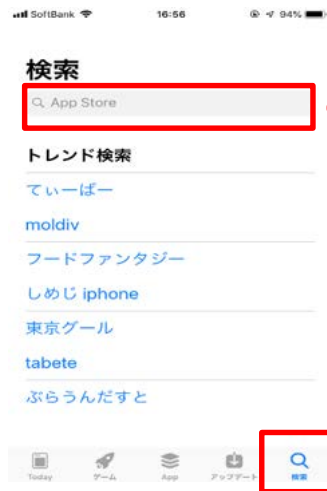 SoftBank 16:56 94%
検索
App Store
トレンド検索
てぃーばー
moldiv
フードファンタジー
しめじ iphone
東京グール
tabete
ぶらうんだすと
Today ゲーム App アップデート 検索